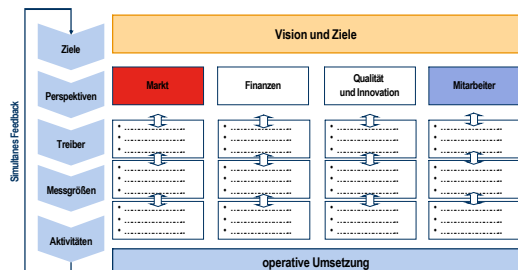 Simultanes Feedback
Ziele
Vision und Ziele
Perspektiven
Markt
Finanzen
Qualität
und Innovation
Mitarbeiter
Treiber
Messgrößen
Aktivitäten
operative Umsetzung